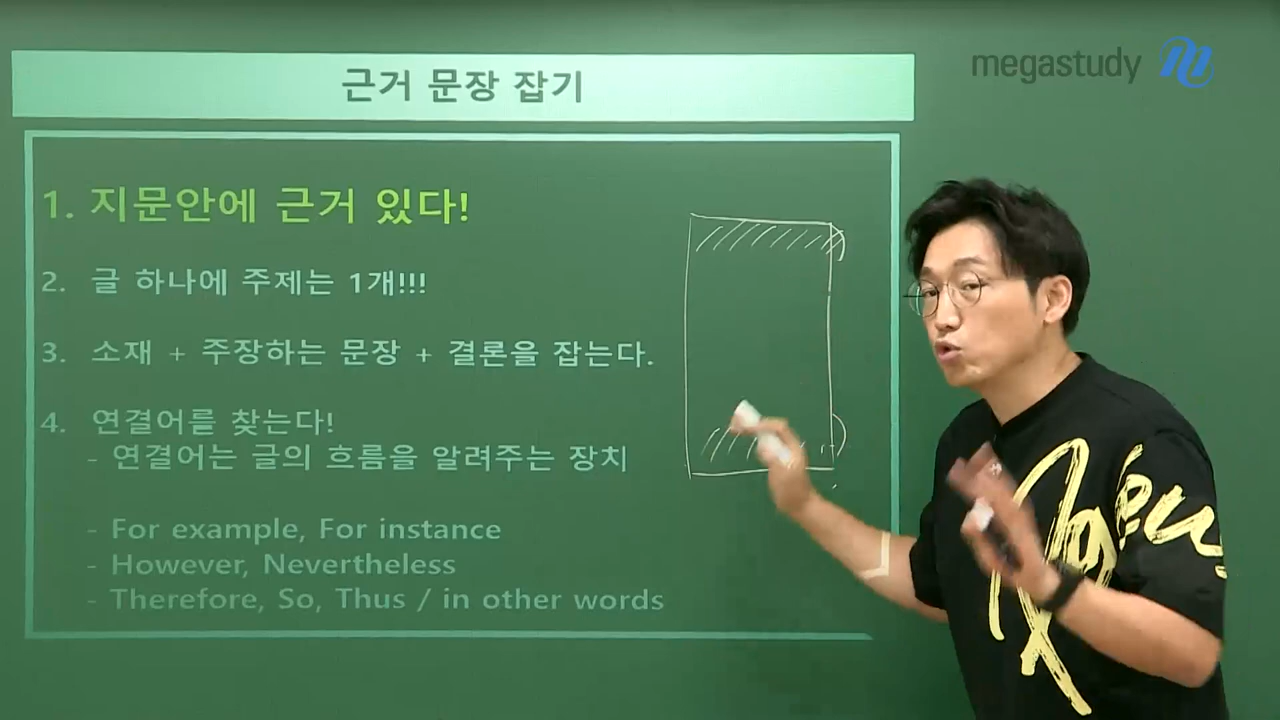 megastudy
근거 문장 잡기
1. 지문안에 근거 있다!
2. 글 하나에 주제는 1개!!!
3. 소재 + 주장하는 문장 + 결론을 잡는다.
4. 연결어를 찾는다!
- 연결어는 글의 흐름을 알려주는 장치
- For example, For instance
- However, Nevertheless
- Therefore, So, Thus / in other words